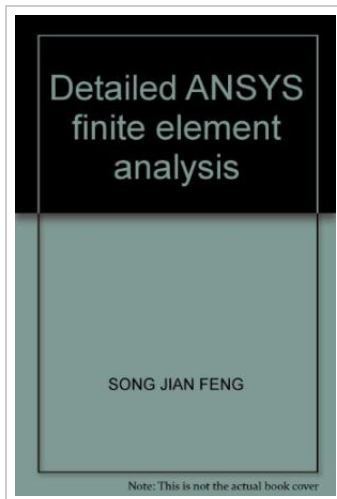 Detailed ANSYS
finite element
analysis
SONG JIAN FENG
Note: This is not the actual book cover